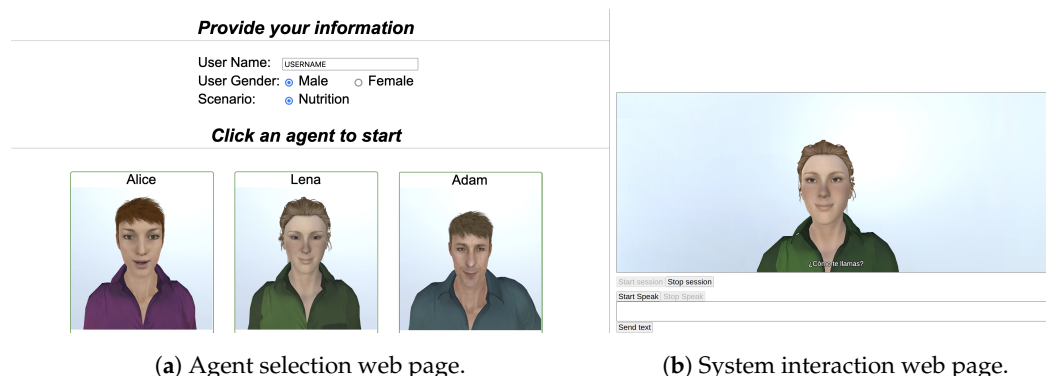 Provide your information
User Name: USERNAME
User Gender: Male Female
Scenario: Nutrition
Click an agent to start
Alice Lena Adam
(a) Agent selection web page.
¿Cómo te llamas?
Start session Stop session
Start Speak Stop Speak
Send text
(b) System interaction web page.